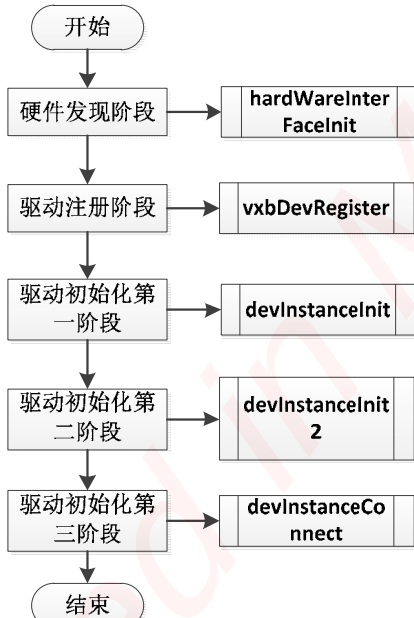 开始
硬件发现阶段
hardWareInter
FaceInit
驱动注册阶段
vxbDevRegister
驱动初始化第
一阶段
devInstanceInit
驱动初始化第
二阶段
devInstanceInit
2
驱动初始化第
三阶段
devInstanceCo
nnect
结束